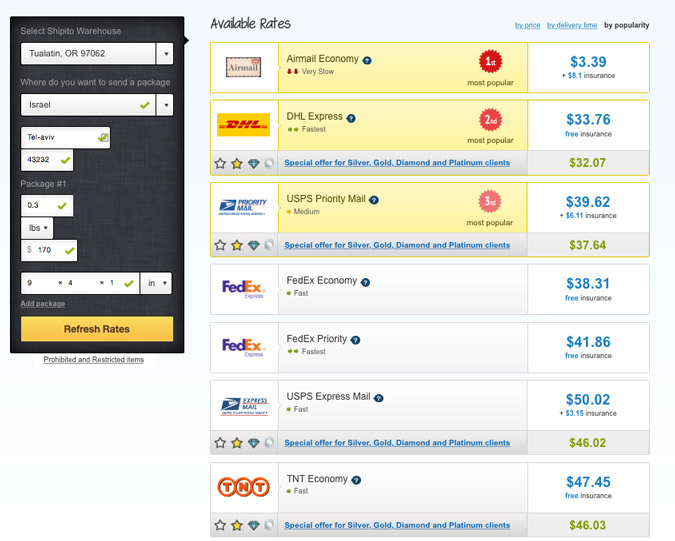 Select Shipito Warehouse
Tualatin, OR 97062
Where do you want to send a package
Israel
Tel-aviv
43232
Package #1
0.3
lbs
$ 170
9 × 4 × 1 in
Add package
Refresh Rates
Prohibited and Restricted items
Available Rates
by price by delivery time by popularity
Airmail
Airmail Economy ?
Very Slow
1st
most popular
$3.39
+ $8.1 insurance
DHL
DHL Express ?
Fastest
2nd
most popular
$33.76
free insurance
Special offer for Silver, Gold, Diamond and Platinum clients
$32.07
PRIORITY
MAIL
USPS Priority Mail ?
Medium
3rd
most popular
$39.62
+ $6.11 insurance
Special offer for Silver, Gold, Diamond and Platinum clients
$37.64
FedEx
Express
FedEx Economy ?
Fast
$38.31
free insurance
FedEx
Express
FedEx Priority ?
Fastest
$41.86
free insurance
EXPRESS
MAIL
USPS Express Mail ?
Fast
$50.02
+ $3.15 insurance
Special offer for Silver, Gold, Diamond and Platinum clients
$46.02
TNT
TNT Economy ?
Fast
$47.45
free insurance
Special offer for Silver, Gold, Diamond and Platinum clients
$46.03